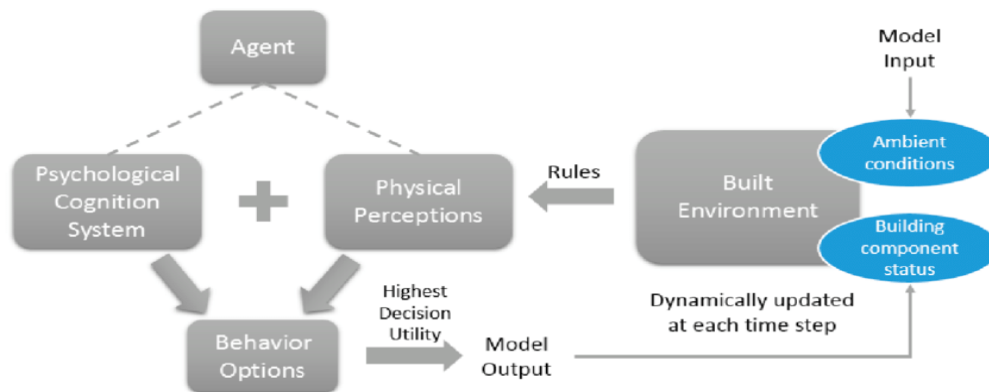 Agent
Model
Input
Ambient
conditions
Psychological
Cognition
System
Physical
Perceptions
Rules
Built
Environment
Building
component
status
Highest
Decision
Utility
Dynamically updated
at each time step
Behavior
Options
Model
Output